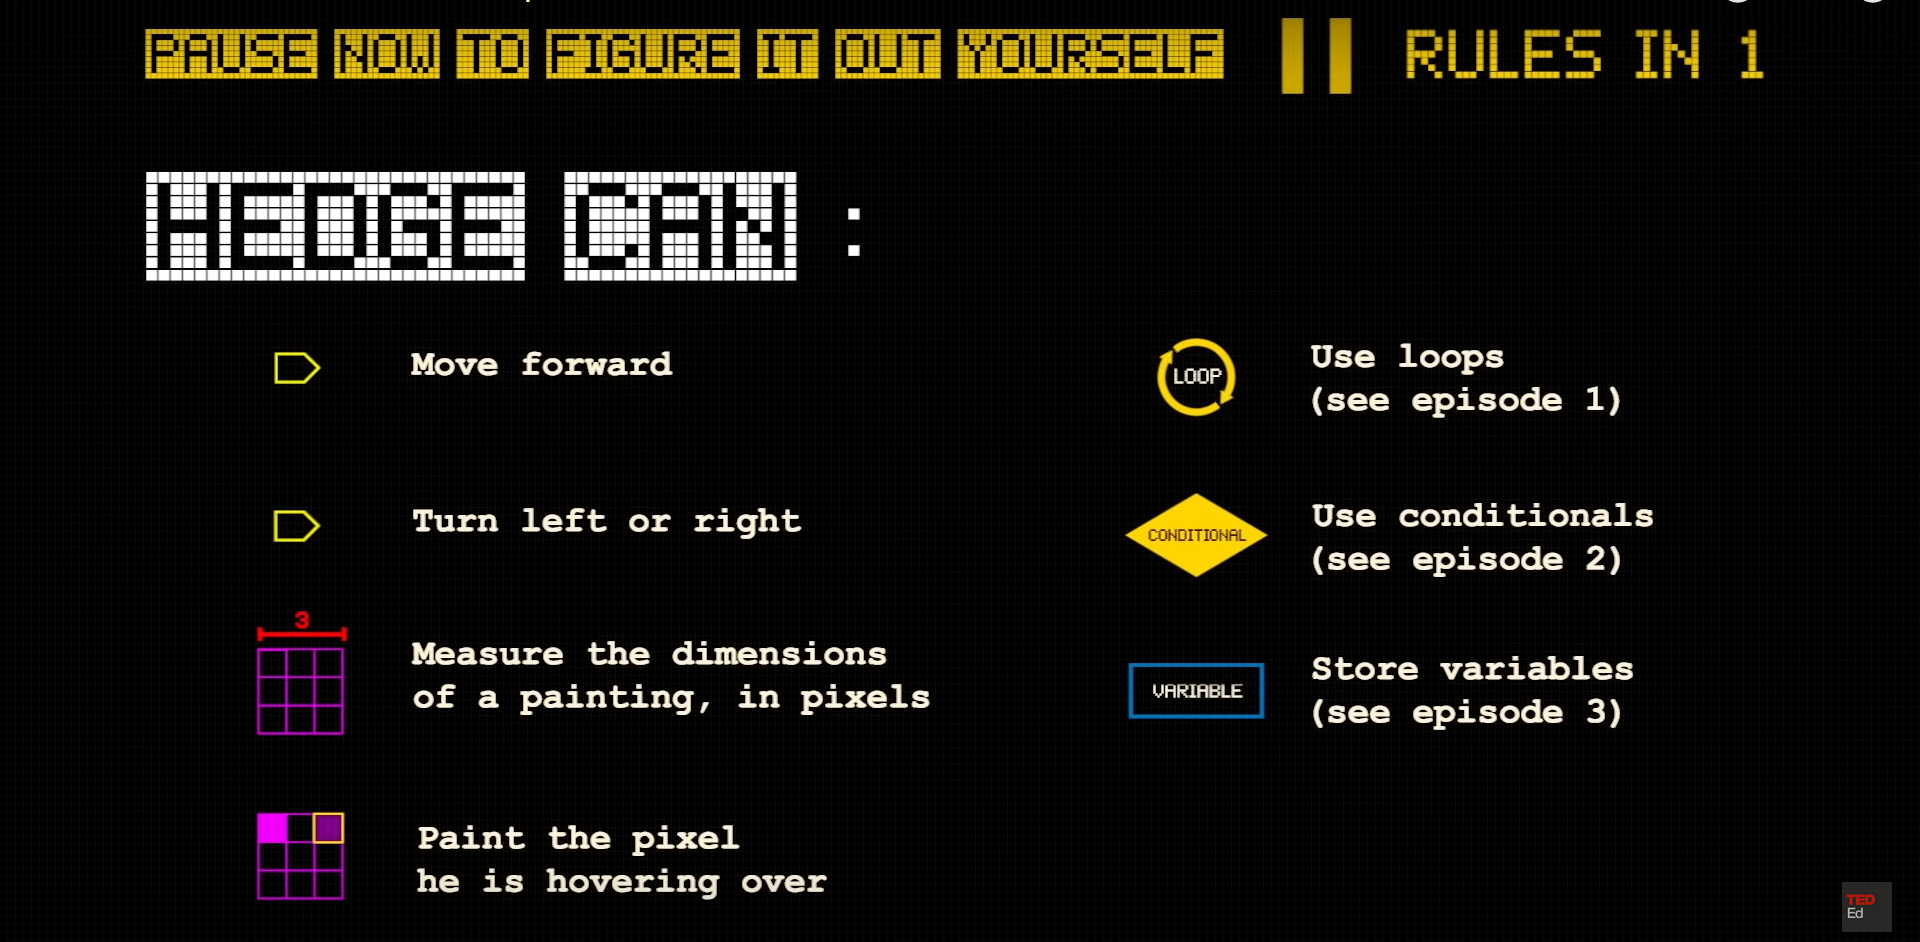 PAUSE NOW TO FIGURE IT OUT YOURSELF RULES IN 1
HEDGE CAN :
Move forward
Turn left or right
3
Measure the dimensions
of a painting, in pixels
Paint the pixel
he is hovering over
LOOP
Use loops
(see episode 1)
CONDITIONAL
Use conditionals
(see episode 2)
VARIABLE
Store variables
(see episode 3)
TED
Ed